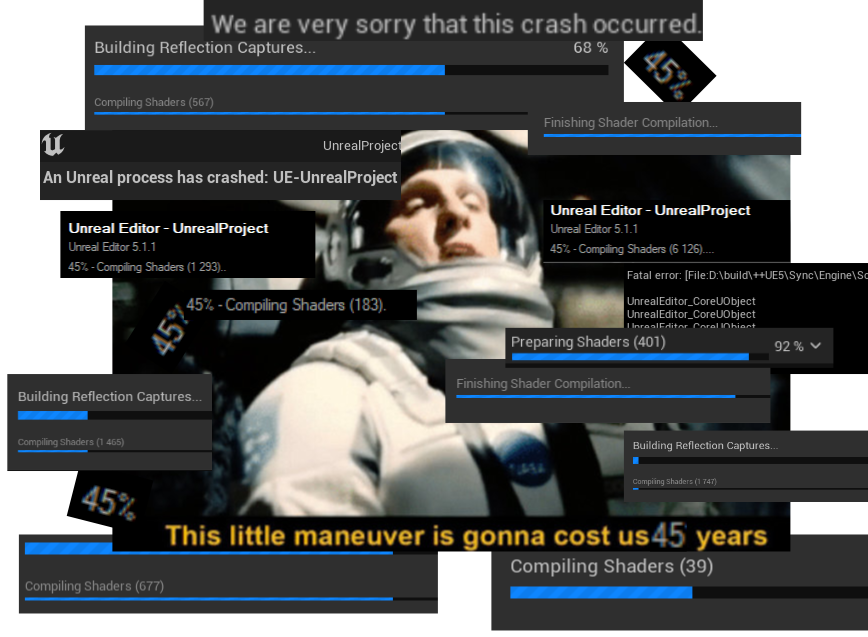 We are very sorry that this crash occurred.
Building Reflection Captures... 68 %
45%
Compiling Shaders (567)
Finishing Shader Compilation...
UnrealProject
An Unreal process has crashed: UE-UnrealProject
Unreal Editor - UnrealProject
Unreal Editor 5.1.1
45% - Compiling Shaders (1 293)..
Unreal Editor - UnrealProject
Unreal Editor 5.1.1
45% - Compiling Shaders (6 126)....
Fatal error: [File:D:\build\++UE5\Sync\Engine\So
UnrealEditor_CoreUObject
UnrealEditor_CoreUObject
UnrealEditor_CoreUObject
45% - Compiling Shaders (183).
45%
Preparing Shaders (401) 92 %
Finishing Shader Compilation...
Building Reflection Captures...
Compiling Shaders (1 465)
Building Reflection Captures...
Compiling Shaders (1 747)
45%
This little maneuver is gonna cost us 45 years
Compiling Shaders (677)
Compiling Shaders (39)